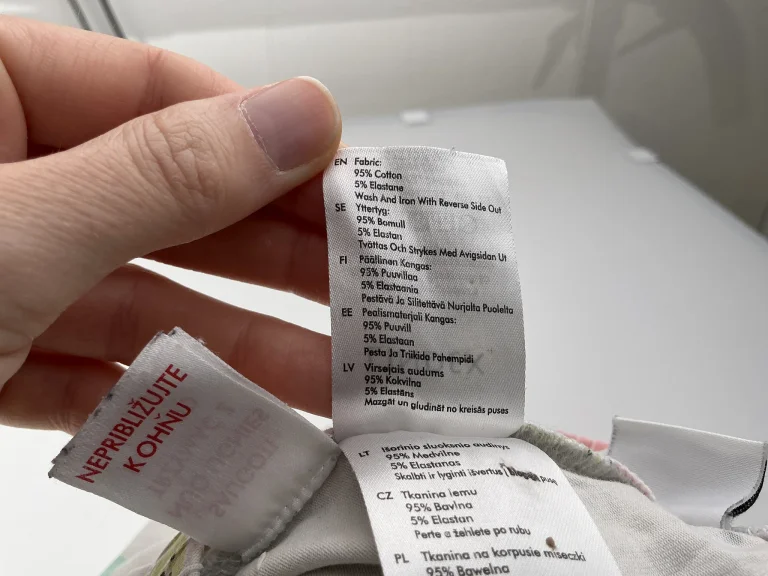 EN Fabric:
95% Cotton
5% Elastane
Wash And Iron With Reverse Side Out
SE Yttertyg:
95% Bomull
5% Elastan
Tvättas Och Strykes Med Avigsidan Ut
FI Päällinen Kangas:
95% Puuvillaa
5% Elastaania
Pestävä Ja Silitettävä Nurjalta Puolelta
EE Pealismaterjali Kangas:
95% Puuvill
5% Elastaan
Pesta Ja Triikida Pahempidi
LV Virsejais audums
95% Kokvilna
5% Elastāns
Mazgāt un gludināt no kreisās puses
LT Išorinio sluoksnio audinys
95% Medvilnė
5% Elastanas
Skalbti ir lyginti išvertus
CZ Tkanina lemu
95% Bavlna
5% Elastan
Perte a žehlete po rubu
PL Tkanina na korpusie miseczki
95% Bawełna
NEPRIBLIŽUJTE
KOHŇU